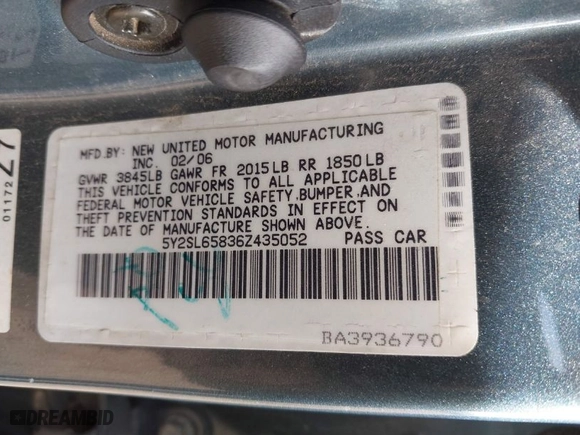 MFD.BY: NEW UNITED MOTOR MANUFACTURING
INC. 02/06
GVWR 3845LB GAWR FR 2015LB RR 1850LB
THIS VEHICLE CONFORMS TO ALL APPLICABLE
FEDERAL MOTOR VEHICLE SAFETY,BUMPER,AND
THEFT PREVENTION STANDARDS IN EFFECT ON
THE DATE OF MANUFACTURE SHOWN ABOVE.
5Y2SL65836Z435052 PASS CAR
BA3936790
01172
27
DREAMBID